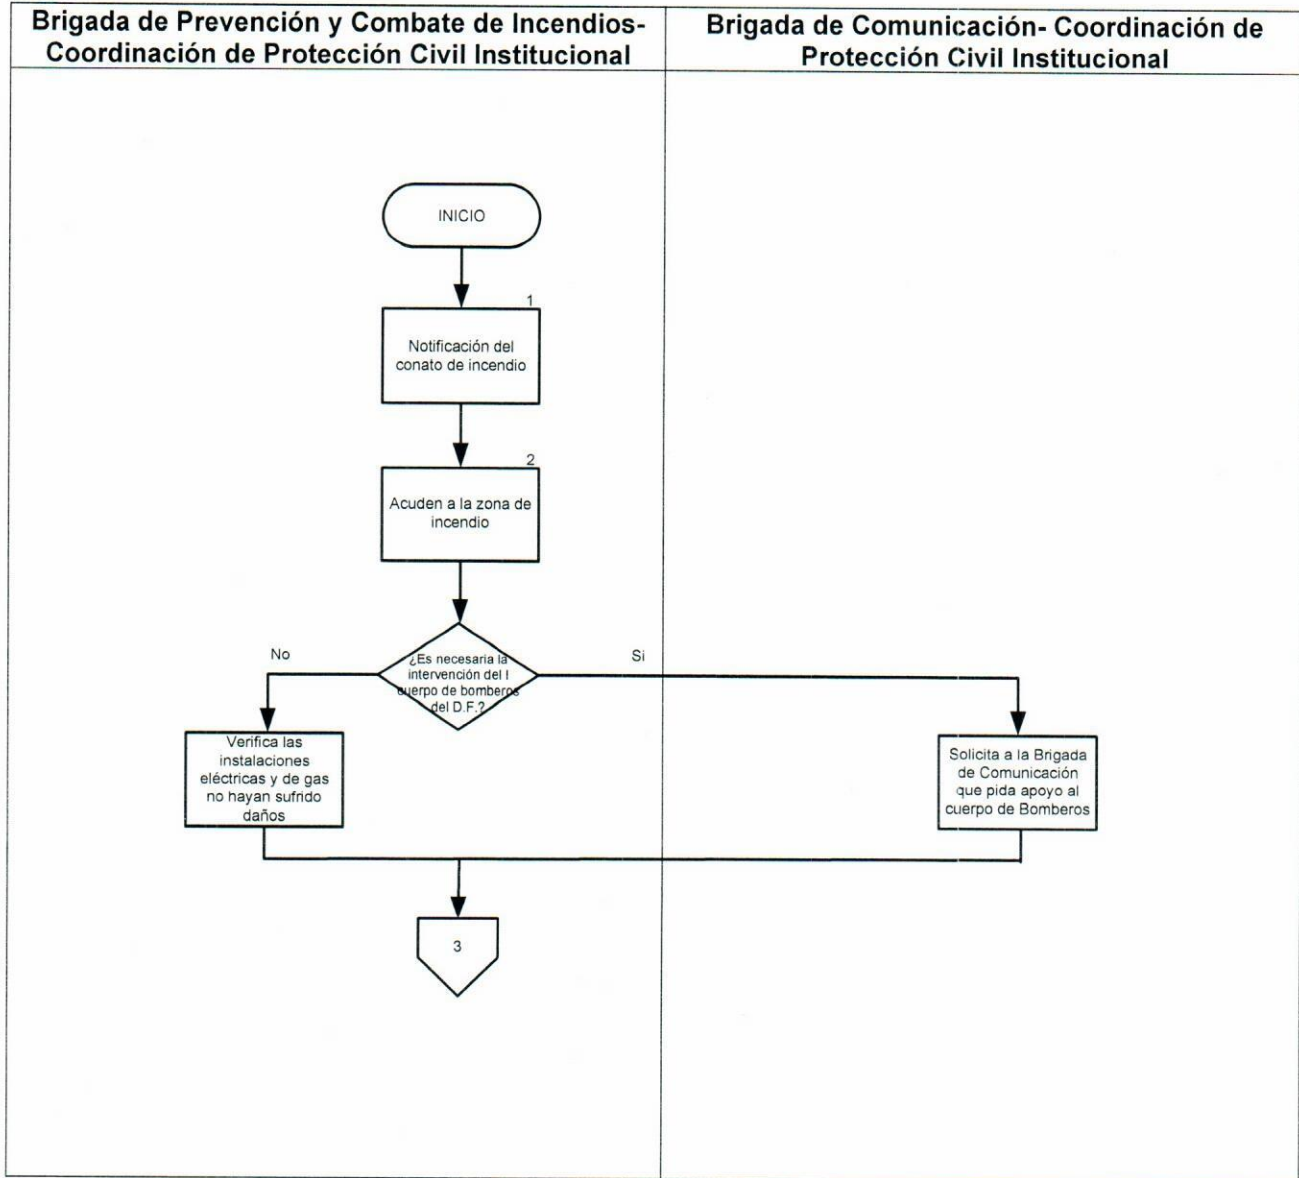 Brigada de Prevención y Combate de Incendios-
Coordinación de Protección Civil Institucional
Brigada de Comunicación- Coordinación de
Protección Civil Institucional
INICIO
1
Notificación del
conato de incendio
2
Acuden a la zona de
incendio
¿Es necesaria la
intervención del l
cuerpo de bomberos
del D.F.?
No
Si
Verifica las
instalaciones
eléctricas y de gas
no hayan sufrido
daños
Solicita a la Brigada
de Comunicación
que pida apoyo al
cuerpo de Bomberos
3